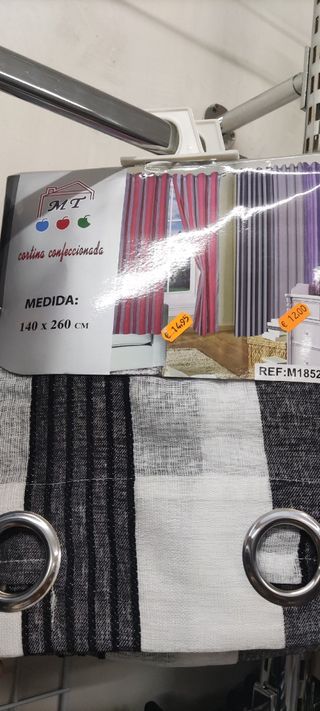 MT
cortina confeccionada
MEDIDA:
140 x 260 CM
€ 14,95
€ 12,00
REF:M1852